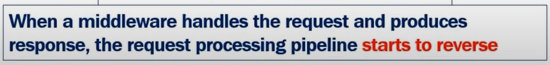 When a middleware handles the request and produces
response, the request processing pipeline starts to reverse